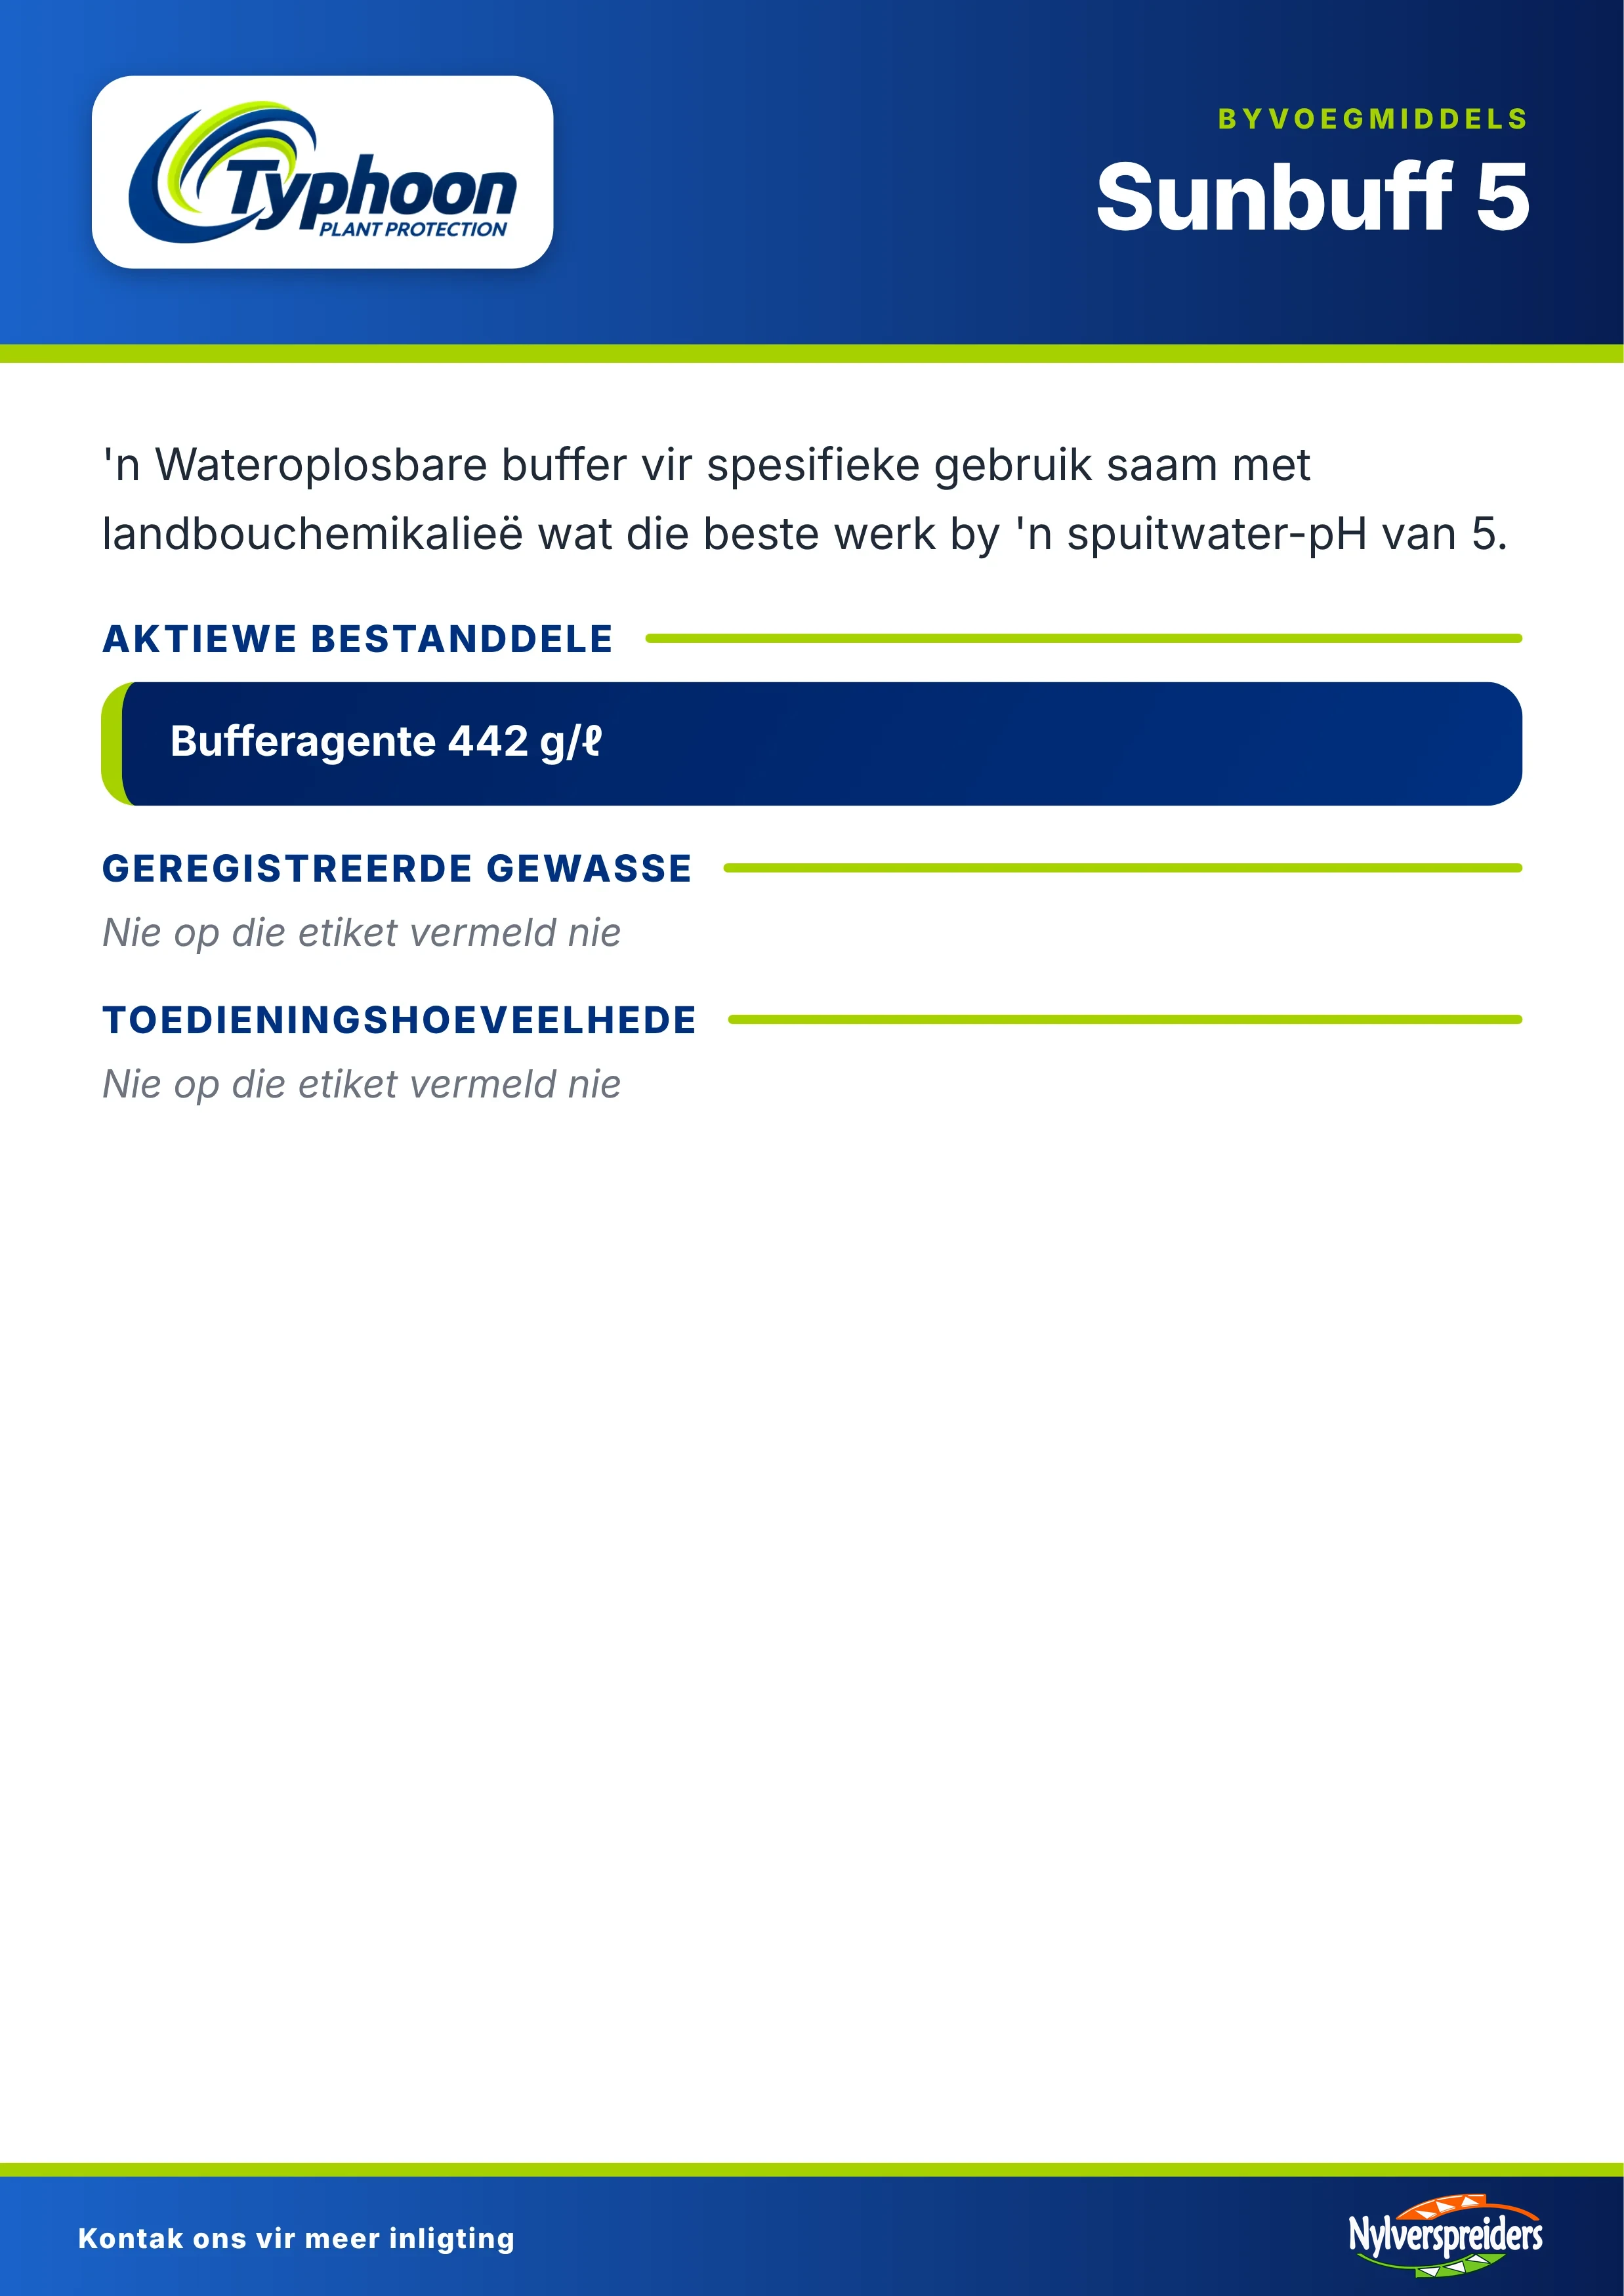 Typhoon
PLANT PROTECTION
BYVOEGMIDDELS
Sunbuff 5
'n Wateroplosbare buffer vir spesifieke gebruik saam met
landbouchemikalieë wat die beste werk by 'n spuitwater-pH van 5.
AKTIEWE BESTANDDELE
Bufferagente 442 g/ℓ
GEREGISTREERDE GEWASSE
Nie op die etiket vermeld nie
TOEDIENINGSHOEVEELHEDE
Nie op die etiket vermeld nie
Kontak ons vir meer inligting
Nylverspreiders